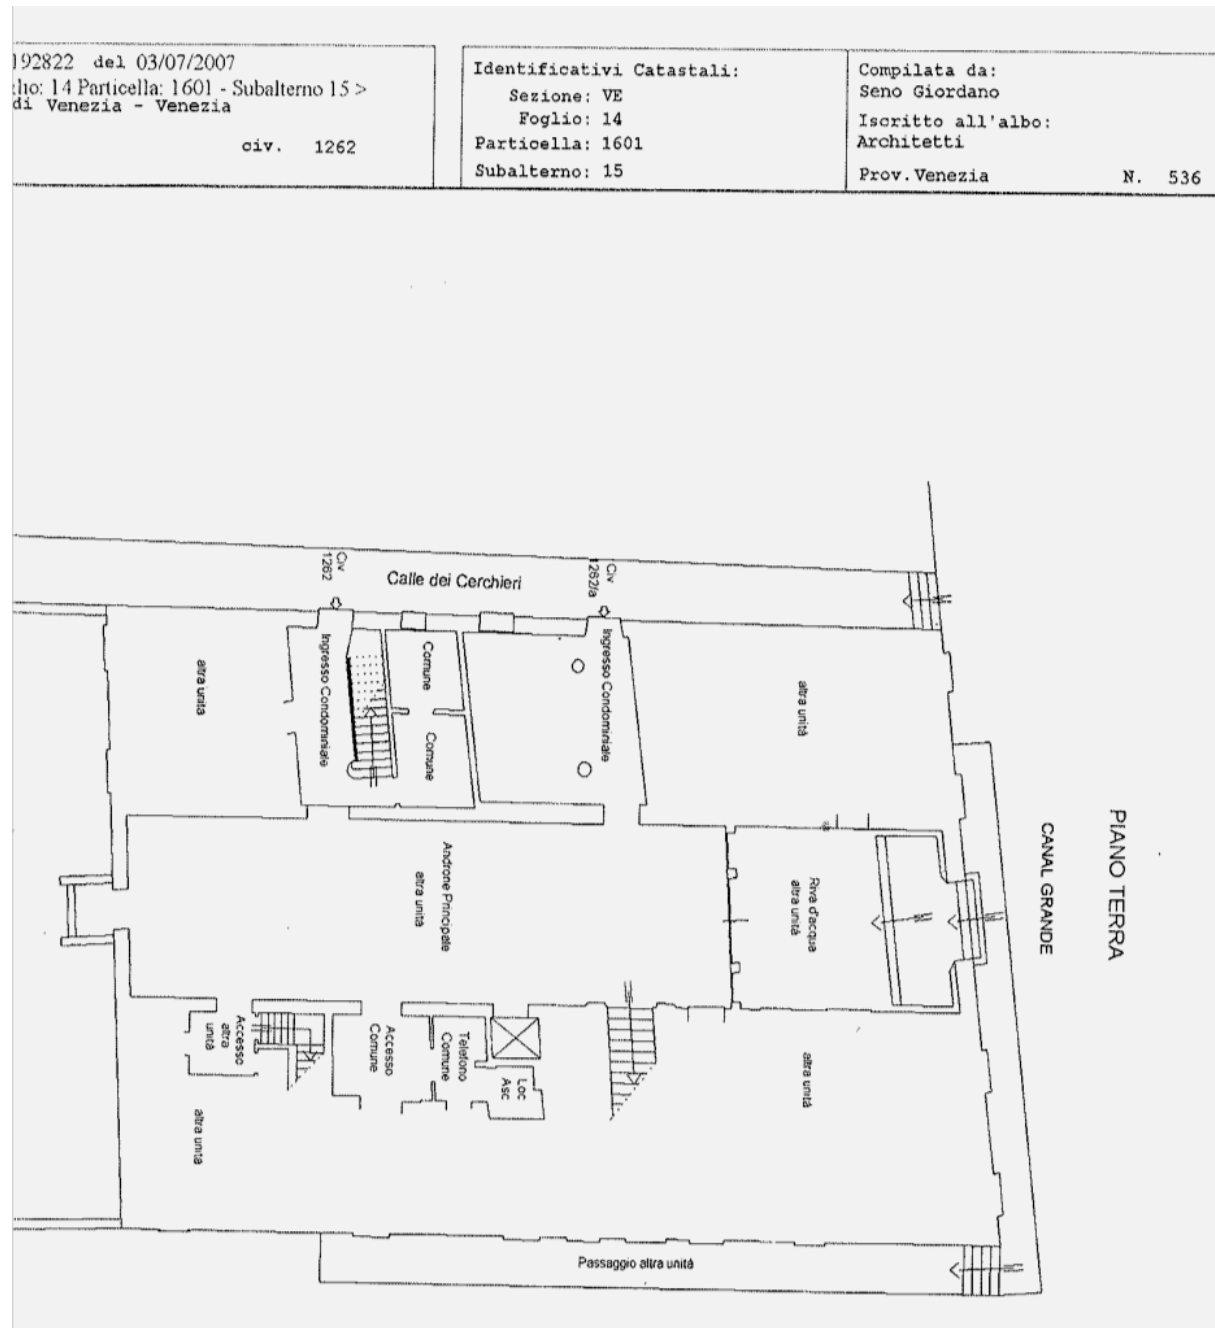 192822 del 03/07/2007
lio: 14 Particella: 1601 - Subalterno 15 >
di Venezia - Venezia
civ. 1262
Identificativi Catastali:
Sezione: VE
Foglio: 14
Particella: 1601
Subalterno: 15
Compilata da:
Seno Giordano
Iscritto all'albo:
Architetti
Prov. Venezia N. 536
Civ
1262
Calle dei Cerchieri
Civ
1262/a
altra unità
Ingresso Condominiale
Comune
Comune
Ingresso Condominiale
altra unità
PIANO TERRA
CANAL GRANDE
Androne Principale
altra unità
Riva d'acqua
altra unità
Accesso
altra
unità
Accesso
Comune
Telefono
Comune
Loc
Asc
altra unità
altra unità
Passaggio altra unità